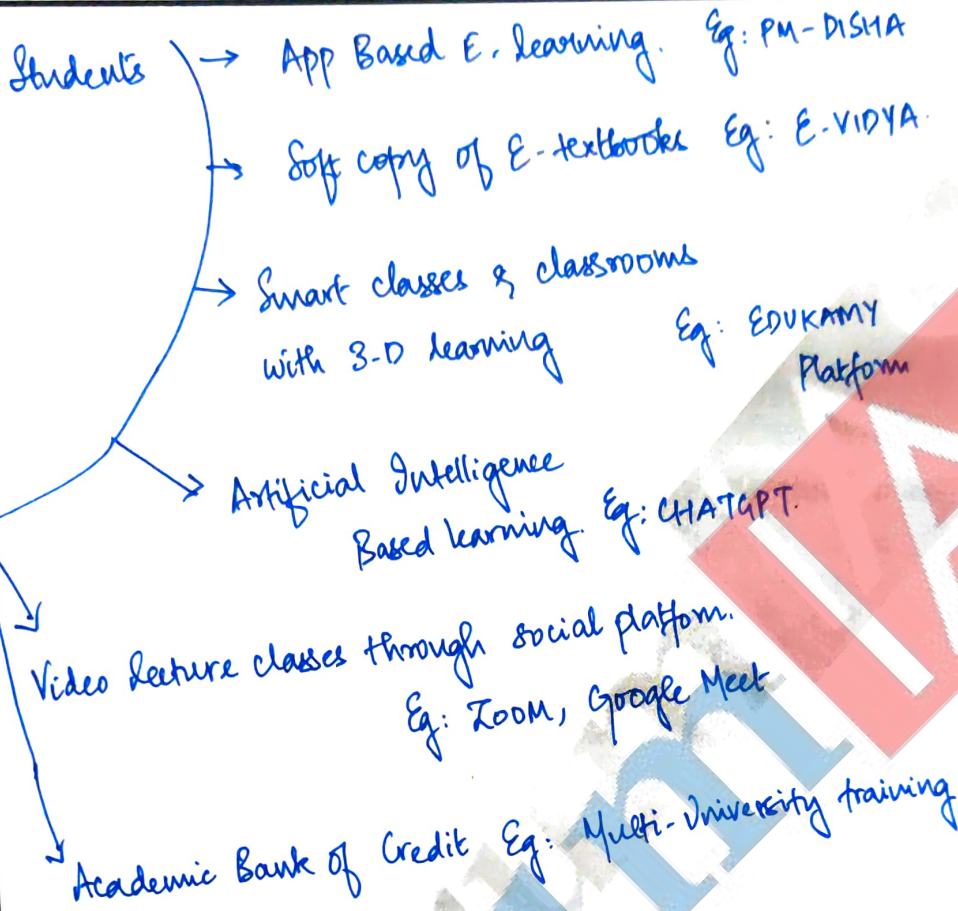 Students → App Based E. learning. Eg: PM-DISHA
→ Soft copy of E-textbooks Eg: E-VIDYA.
→ Smart classes & classrooms
with 3-D learning Eg: EDUKAMY
Platform
→ Artificial Intelligence
Based learning. Eg: CHATGPT.
Video lecture classes through social platform.
Eg: ZOOM, Google Meet
Academic Bank of Credit Eg: Multi-University training